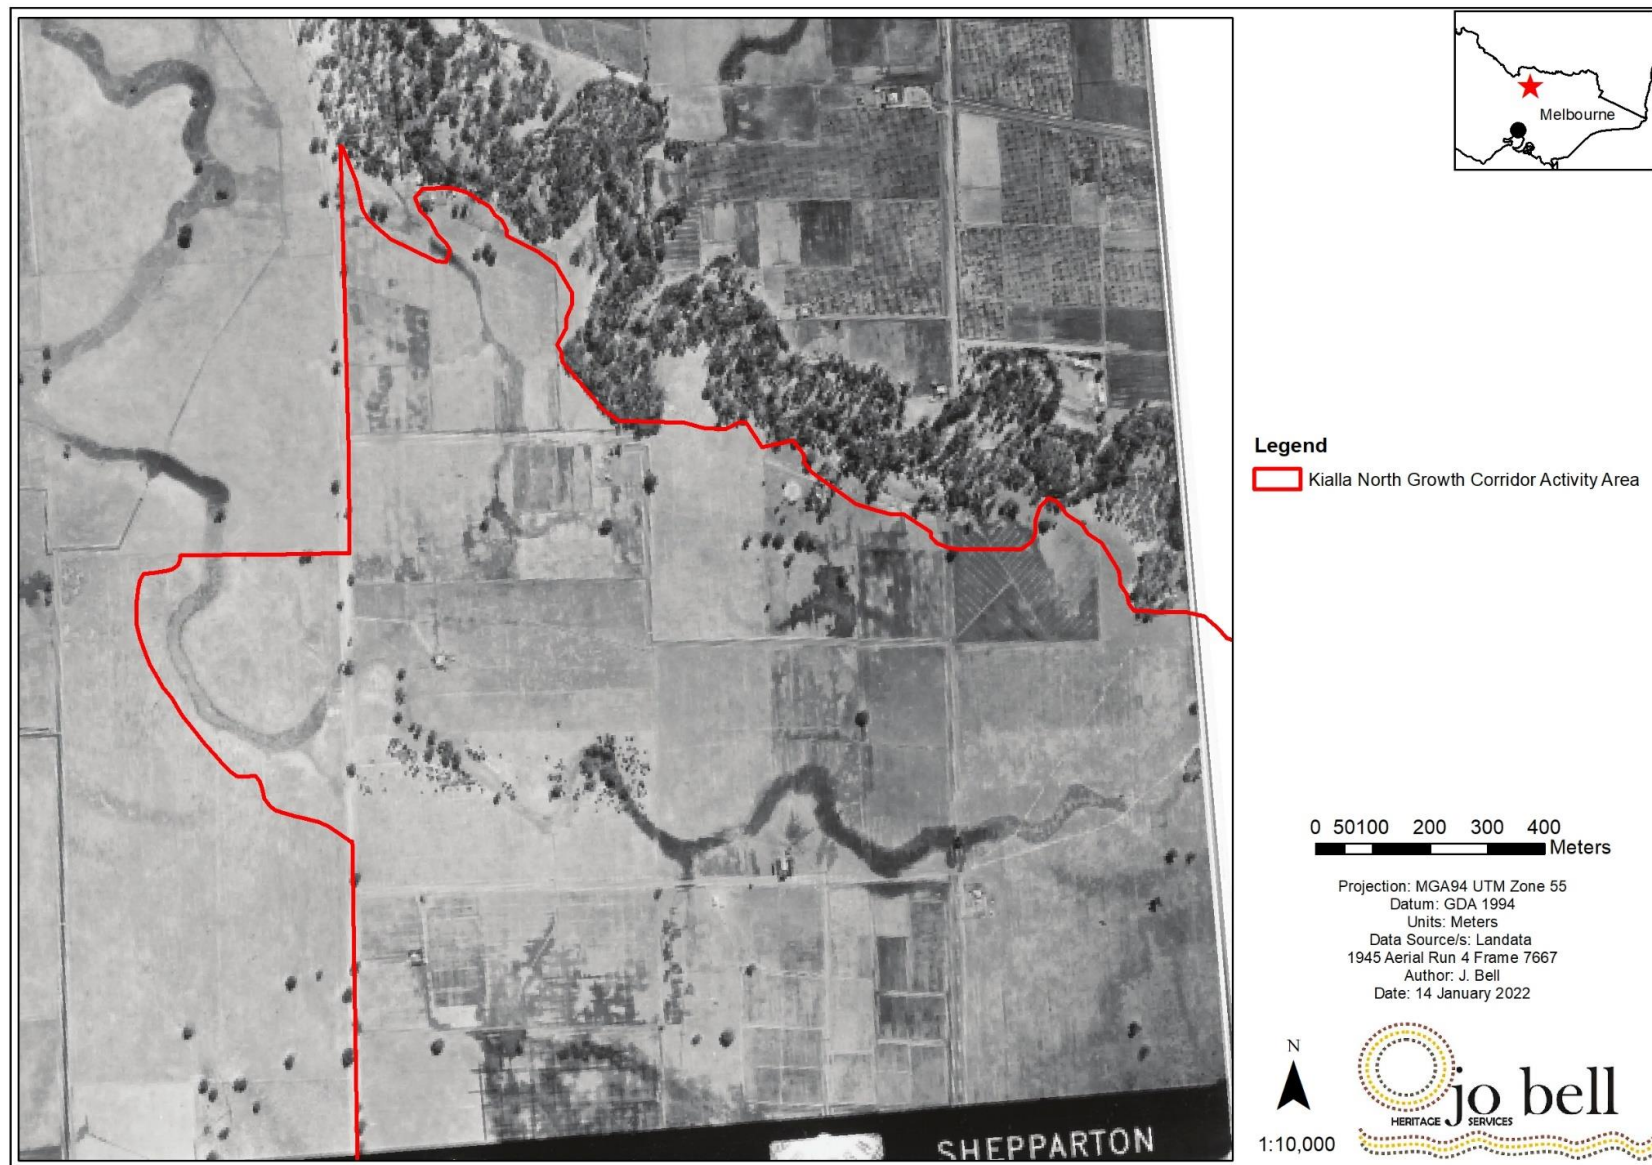 Melbourne
Legend
Kialla North Growth Corridor Activity Area
0 50100 200 300 400
Meters
Projection: MGA94 UTM Zone 55
Datum: GDA 1994
Units: Meters
Data Source/s: Landata
1945 Aerial Run 4 Frame 7667
Author: J. Bell
Date: 14 January 2022
N
1:10,000
jo bell
HERITAGE SERVICES
SHEPPARTON